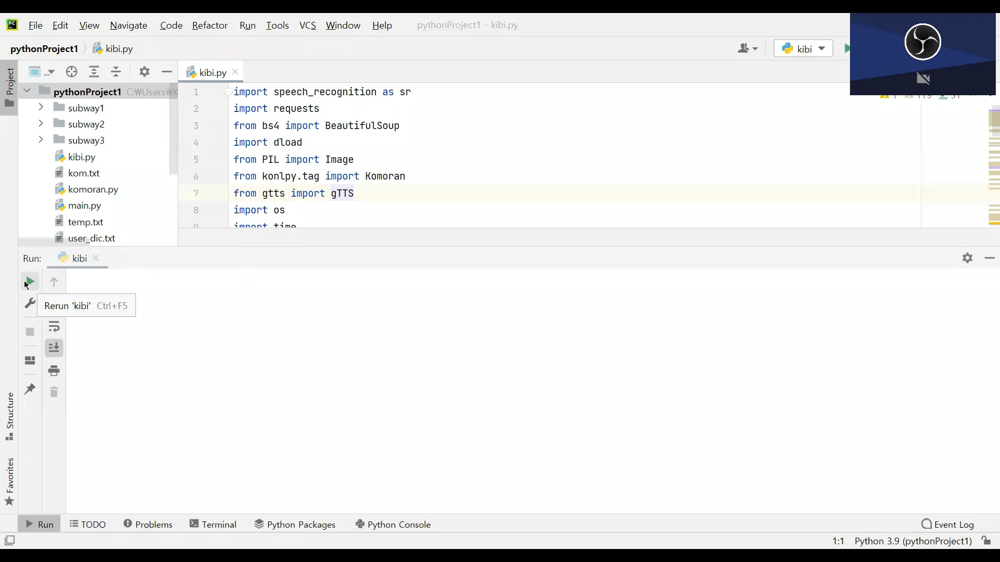 PC File Edit View Navigate Code Refactor Run Tools VCS Window Help pythonProject1 - kibi.py
pythonProject1 kibi.py kibi
Project
... kibi.py
pythonProject1 C:₩Users₩K
subway1
subway2
subway3
kibi.py
kom.txt
komoran.py
main.py
temp.txt
user_dic.txt
1 import speech_recognition as sr
2 import requests
3 from bs4 import BeautifulSoup
4 import dload
5 from PIL import Image
6 from konlpy.tag import Komoran
7 from gtts import gTTS
8 import os
9 import time
Run: kibi
Rerun 'kibi' Ctrl+F5
Structure
Favorites
Run TODO Problems Terminal Python Packages Python Console Event Log
1:1 Python 3.9 (pythonProject1)